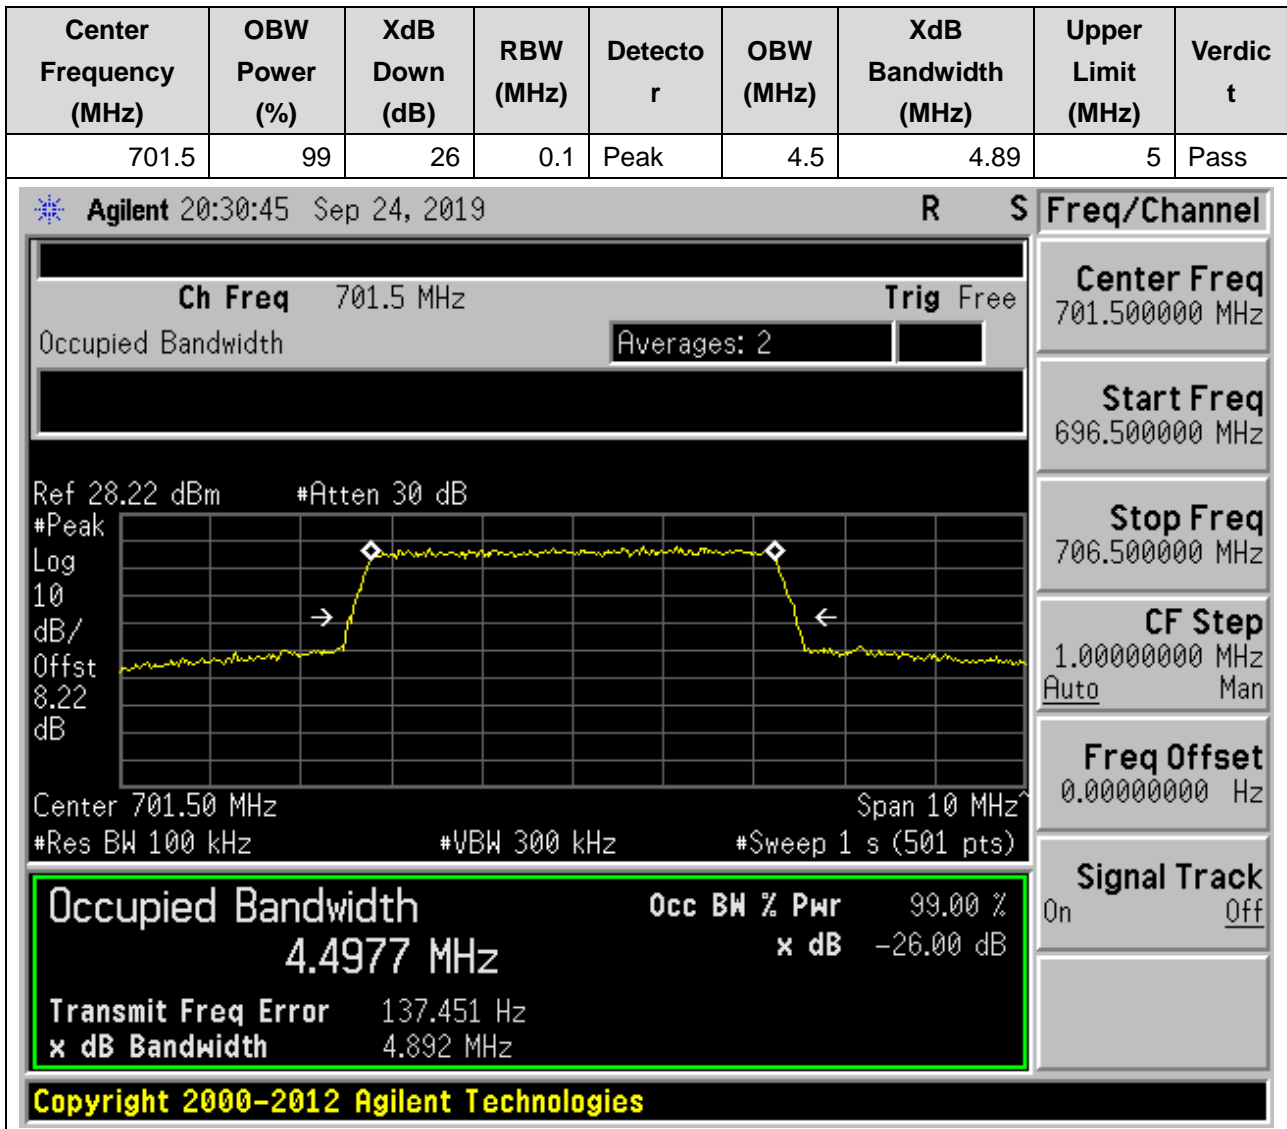 Center Frequency (MHz) OBW Power (%) XdB Down (dB) RBW (MHz) Detecto r OBW (MHz) XdB Bandwidth (MHz) Upper Limit (MHz) Verdic t
701.5 99 26 0.1 Peak 4.5 4.89 5 Pass
Agilent 20:30:45 Sep 24, 2019 R S Freq/Channel
Ch Freq 701.5 MHz Trig Free
Occupied Bandwidth Averages: 2
Center Freq
701.500000 MHz
Start Freq
696.500000 MHz
Stop Freq
706.500000 MHz
CF Step
1.00000000 MHz
Auto Man
Freq Offset
0.00000000 Hz
Signal Track
On Off
Ref 28.22 dBm #Atten 30 dB
#Peak
Log
10
dB/
Offst
8.22
dB
Center 701.50 MHz Span 10 MHz^
#Res BW 100 kHz #VBW 300 kHz #Sweep 1 s (501 pts)
Occupied Bandwidth Occ BW % Pwr 99.00 %
4.4977 MHz x dB -26.00 dB
Transmit Freq Error 137.451 Hz
x dB Bandwidth 4.892 MHz
Copyright 2000-2012 Agilent Technologies